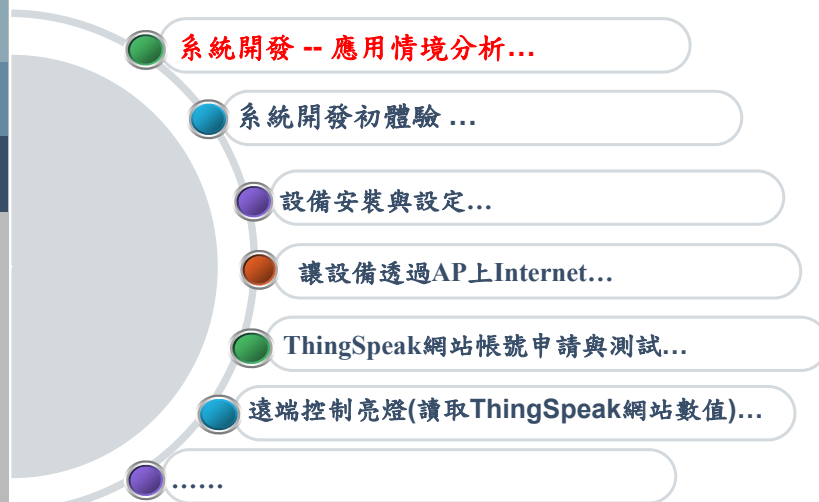 系統開發 -- 應用情境分析…
系統開發初體驗 …
設備安裝與設定…
讓設備透過AP上Internet…
ThingSpeak網站帳號申請與測試…
遠端控制亮燈(讀取ThingSpeak網站數值)…
……